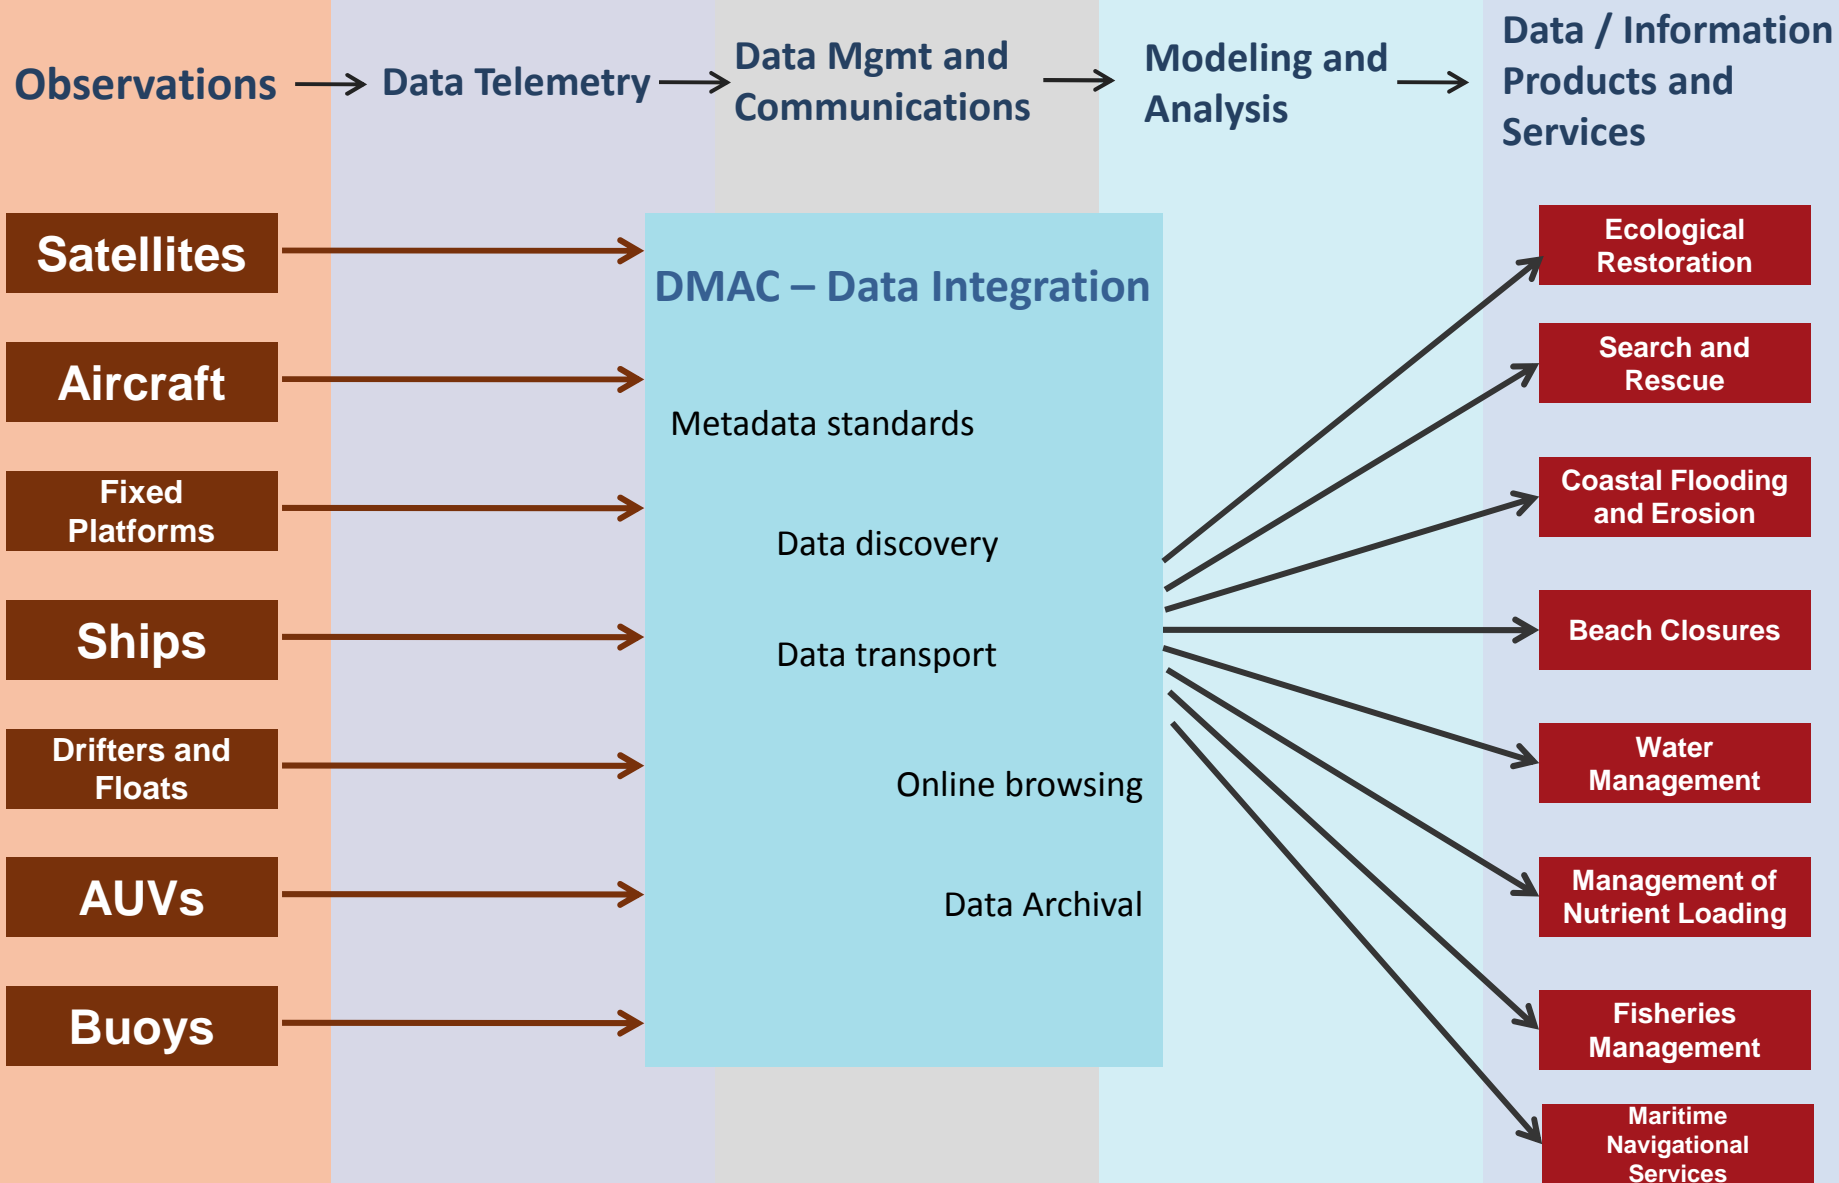 Observations
Data Telemetry
Data Mgmt and
Communications
Modeling and
Analysis
Data / Information
Products and
Services
Satellites
Aircraft
Fixed
Platforms
Ships
Drifters and
Floats
AUVs
Buoys
DMAC – Data Integration
Metadata standards
Data discovery
Data transport
Online browsing
Data Archival
Ecological
Restoration
Search and
Rescue
Coastal Flooding
and Erosion
Beach Closures
Water
Management
Management of
Nutrient Loading
Fisheries
Management
Maritime
Navigational
Services